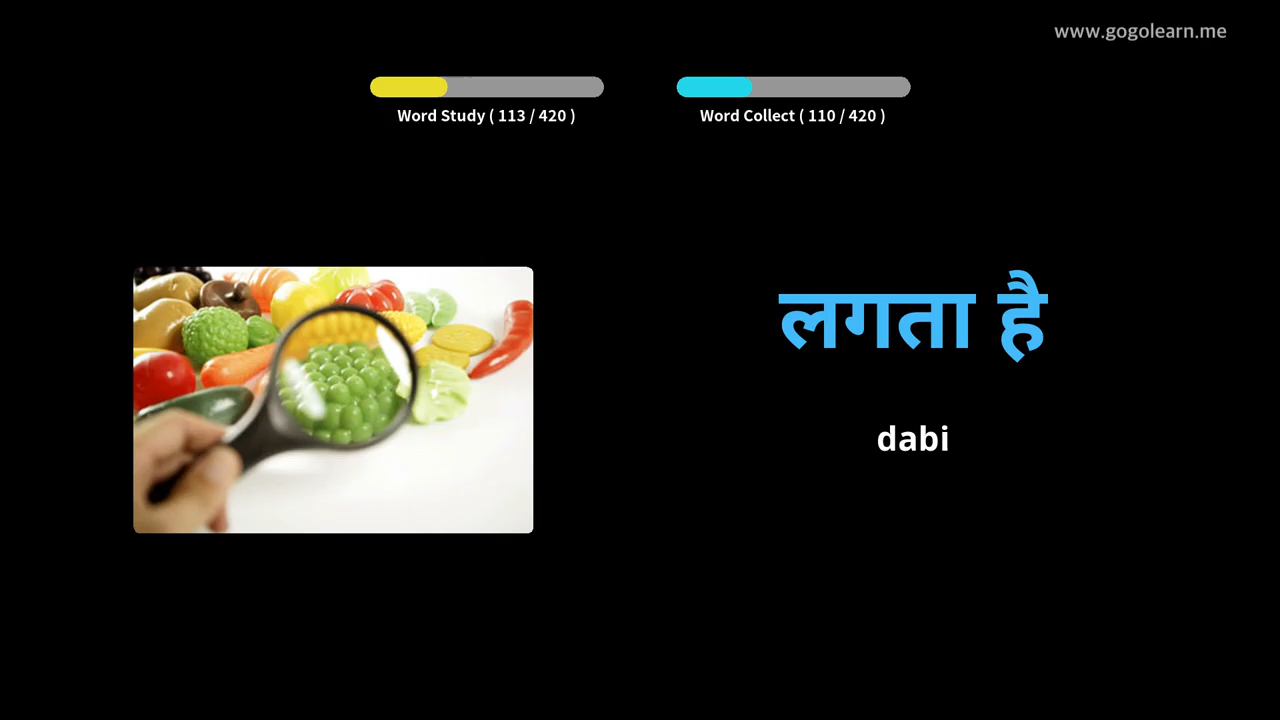 www.gogolearn.me
Word Study ( 113 / 420 )
Word Collect ( 110 / 420 )
लगता है
dabi